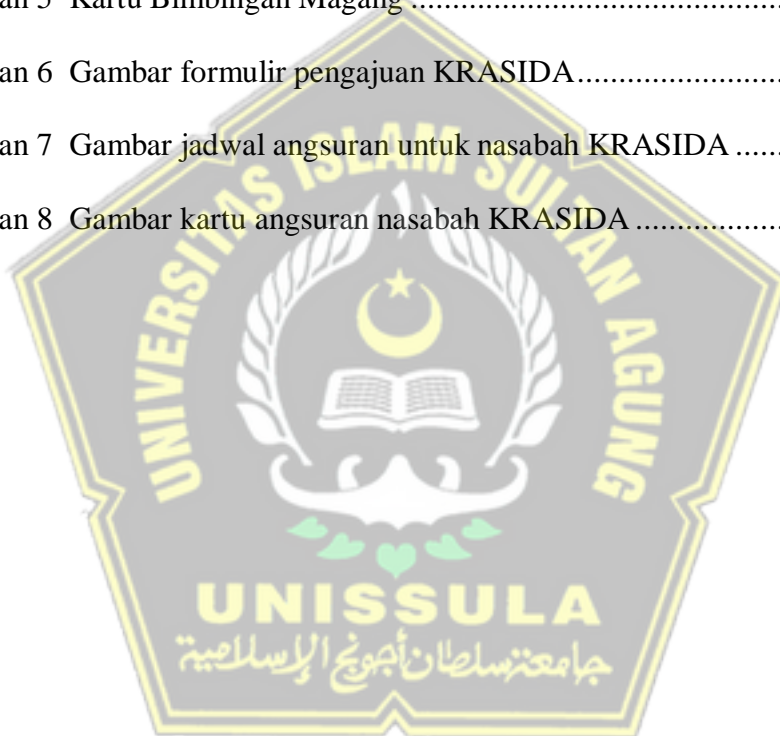 an 5 Kartu Bimbingan Magang ...............................................
an 6 Gambar formulir pengajuan KRASIDA.........................
an 7 Gambar jadwal angsuran untuk nasabah KRASIDA ......
an 8 Gambar kartu angsuran nasabah KRASIDA ..................
UNIVERSITAS ISLAM SULTAN AGUNG
UNISSULA
جامعة سلطان أجونج الإسلامية